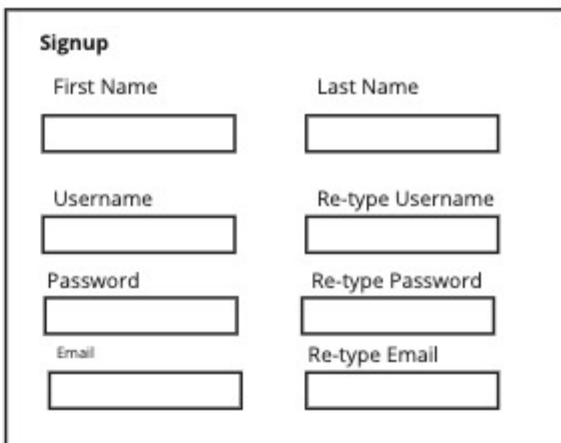 Signup
First Name Last Name
Username Re-type Username
Password Re-type Password
Email Re-type Email